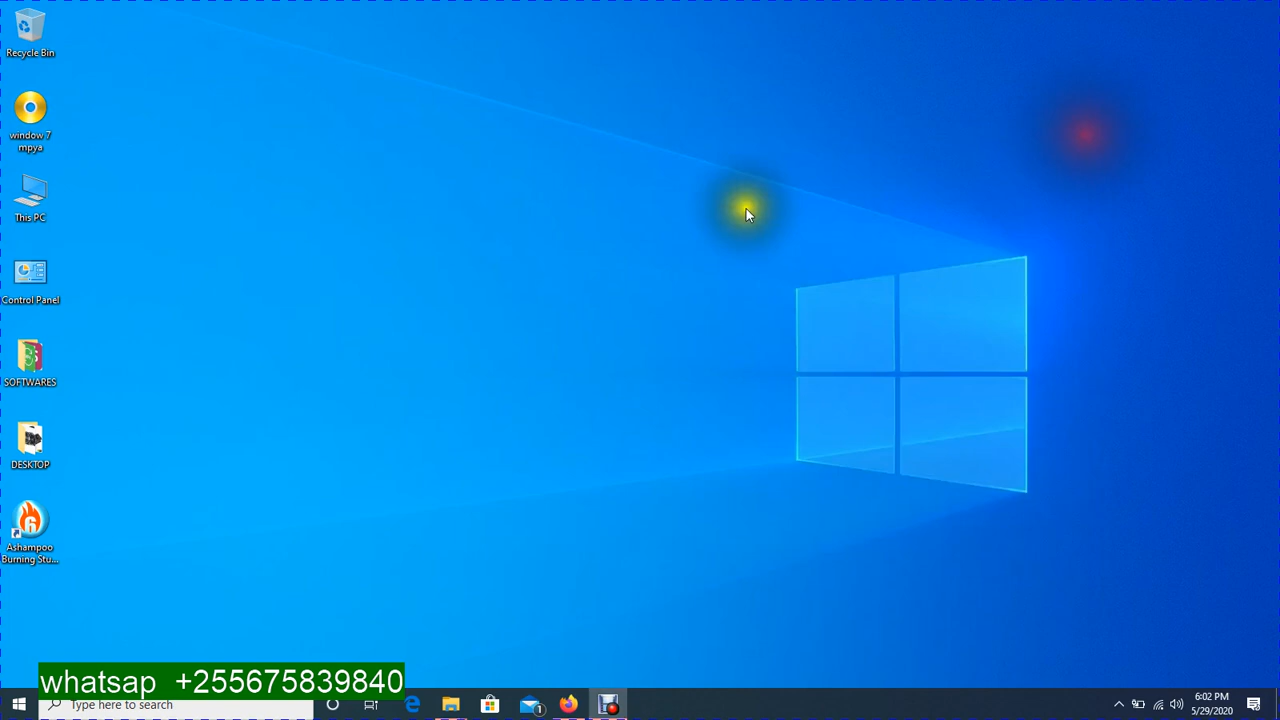 Recycle Bin
window 7
mpya
This PC
Control Panel
SOFTWARES
DESKTOP
Ashampoo
Burning Stu...
whatsap +255675839840
Type here to search
1
6:02 PM
5/29/2020